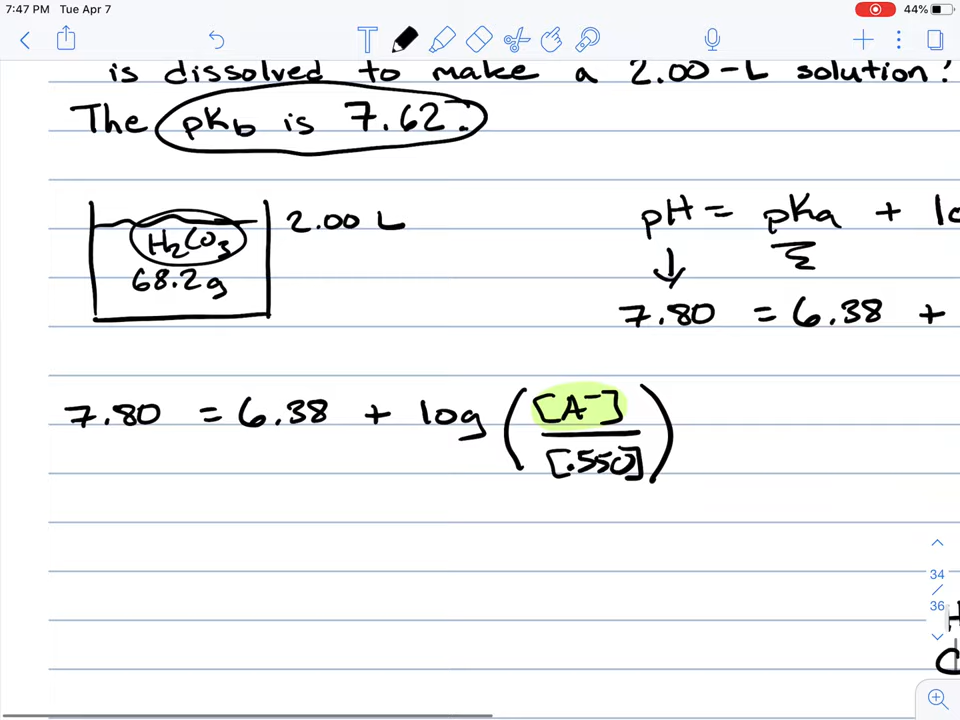 7:47 PM Tue Apr 7
44%
T
is dissolved to make a 2.00-L solution?
The pKb is 7.62.
H2CO3
68.2g
2.00 L
pH = pKa + lo
7.80 = 6.38 +
7.80 = 6.38 + log ([A-]/[.550])
34
/
36
H
C